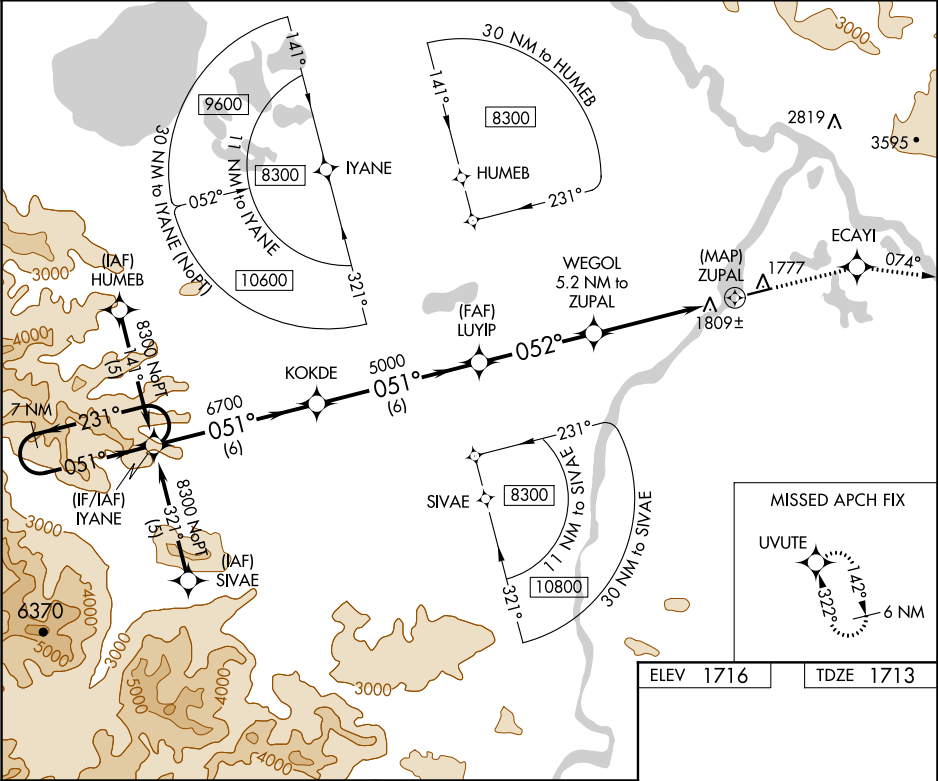 3000
141°
30 NM to HUMEB
9600
141°
8300
2819
3595
30 NM to IYANE (NoPT)
11 NM to IYANE
8300
IYANE
HUMEB
052°
231°
3000
(IAF)
HUMEB
10600
321°
WEGOL
5.2 NM to
ZUPAL
(MAP)
ZUPAL
ECAYI
1777
074°
4000
8300 NoPT
141°
(5)
(FAF)
LUYIP
1809±
052°
KOKDE
5000
051°
(6)
7 NM
231°
6700
051°
(6)
051°
(IF/IAF)
IYANE
8300 NoPT
321°
(5)
231°
SIVAE
8300
11 NM to SIVAE
30 NM to SIVAE
10800
321°
3000
(IAF)
SIVAE
4000
6370
5000
3000
4000
5000
3000
4000
MISSED APCH FIX
UVUTE
142°
322°
6 NM
ELEV 1716
TDZE 1713